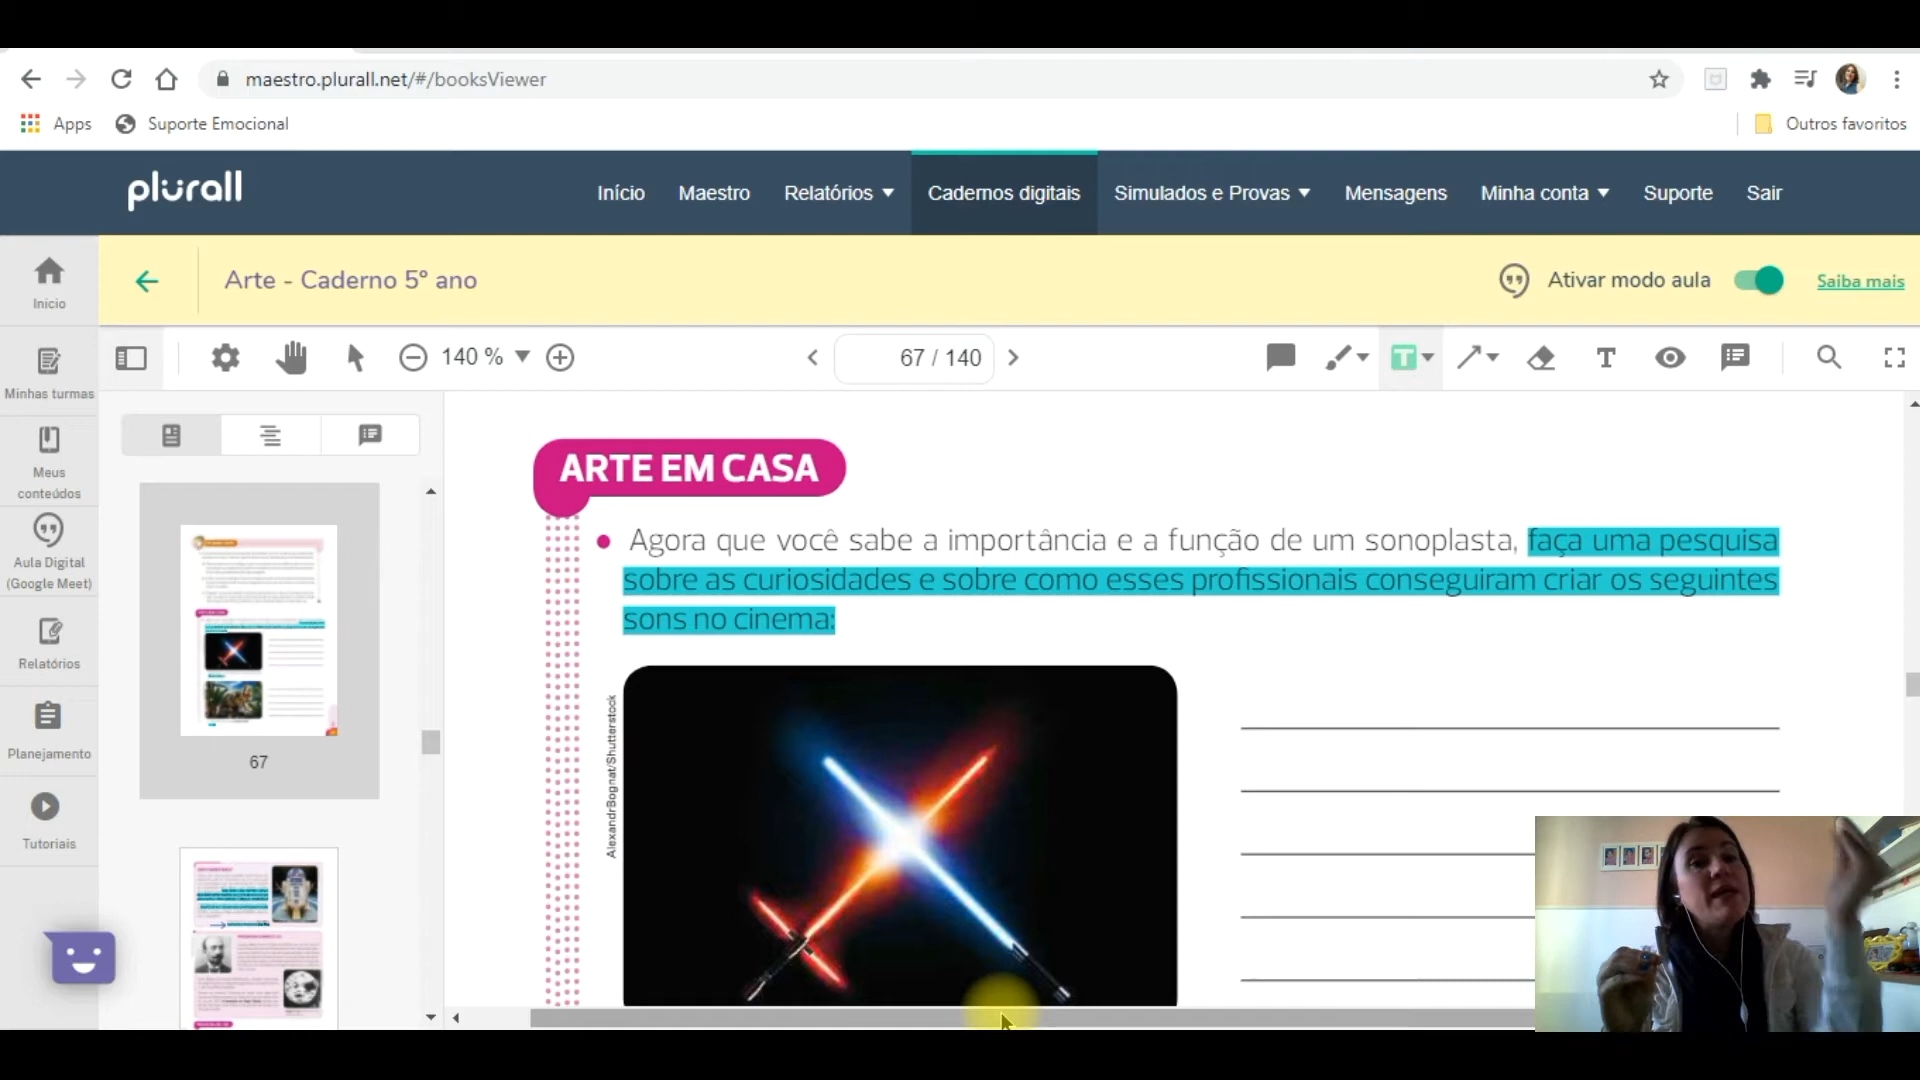 maestro.plurall.net/#/booksViewer
Apps
Suporte Emocional
Outros favoritos
plurall
Início
Maestro
Relatórios
Cadernos digitais
Simulados e Provas
Mensagens
Minha conta
Suporte
Sair
Início
Arte - Caderno 5º ano
Ativar modo aula
Saiba mais
140 %
67 / 140
Minhas turmas
Meus
conteúdos
Aula Digital
(Google Meet)
Relatórios
Planejamento
Tutoriais
67
ARTE EM CASA
Agora que você sabe a importância e a função de um sonoplasta, faça uma pesquisa
sobre as curiosidades e sobre como esses profissionais conseguiram criar os seguintes
sons no cinema:
AlexandrBognat/Shutterstock